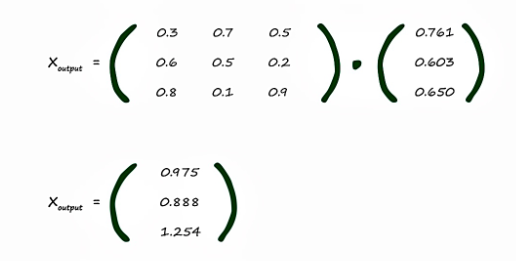 0.3 0.7 0.5 0.761
X_output = 0.6 0.5 0.2 . 0.603
0.8 0.1 0.9 0.650
0.975
X_output = 0.888
1.254